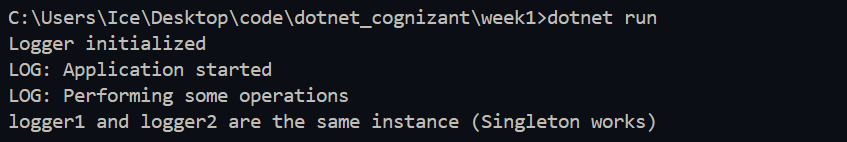 C:\Users\Ice\Desktop\code\dotnet_cognizant\week1>dotnet run
Logger initialized
LOG: Application started
LOG: Performing some operations
logger1 and logger2 are the same instance (Singleton works)